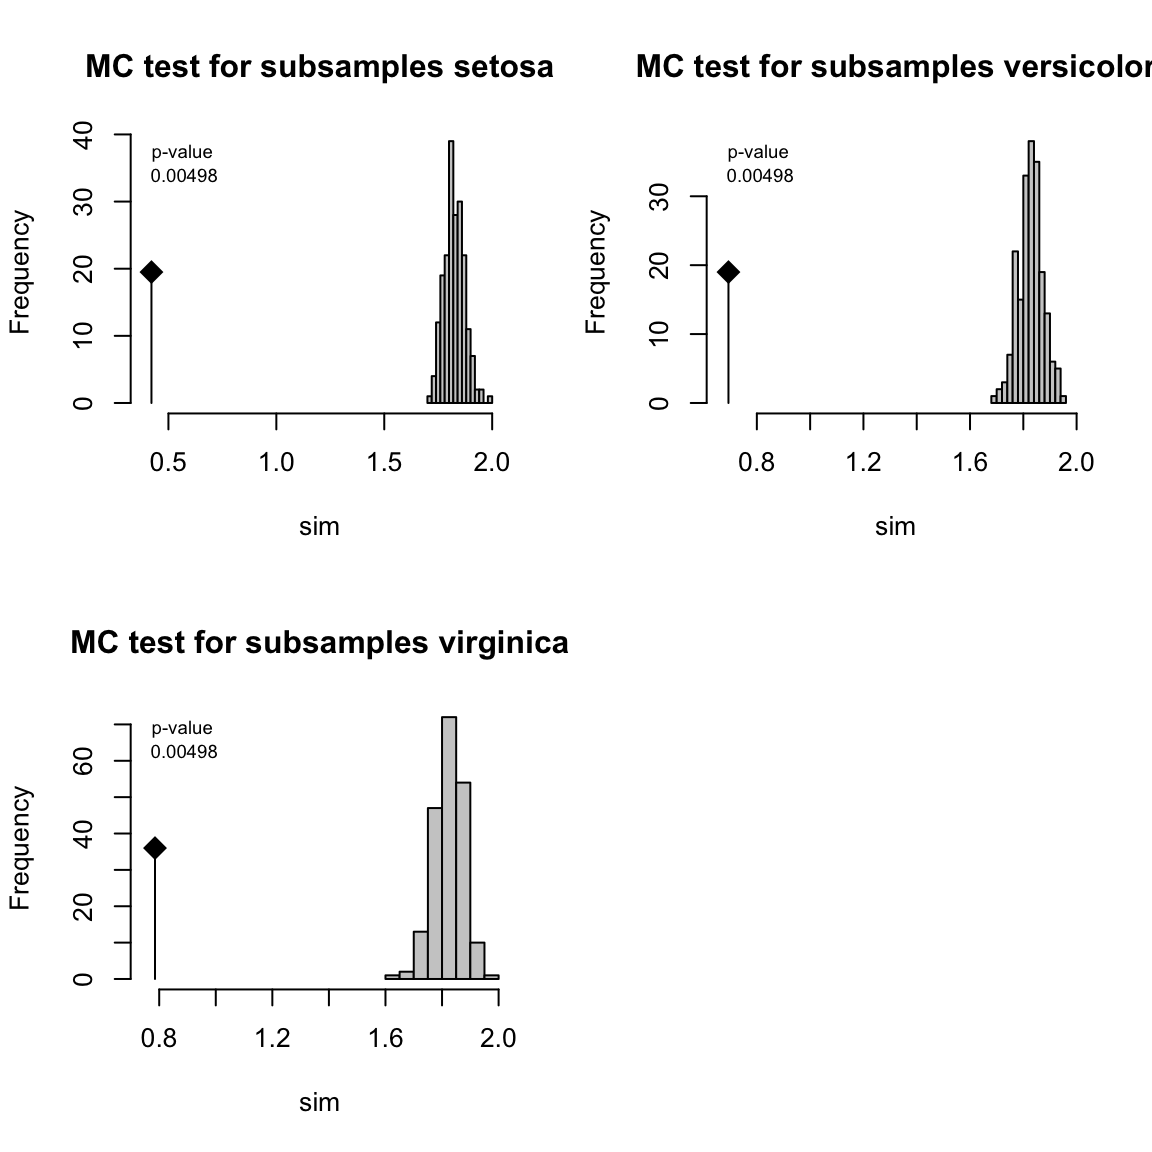 MC test for subsamples setosa
p-value
0.00498
Frequency
0
10
20
30
40
0.5 1.0 1.5 2.0
sim
MC test for subsamples versicolor
p-value
0.00498
Frequency
0
10
20
30
0.8 1.2 1.6 2.0
sim
MC test for subsamples virginica
p-value
0.00498
Frequency
0
20
40
60
0.8 1.2 1.6 2.0
sim